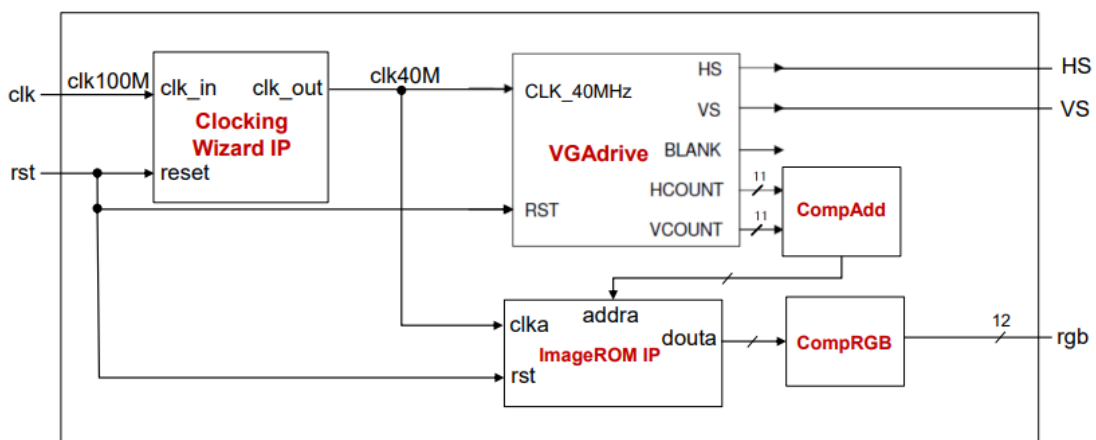 clk
clk100M
clk_in
clk_out
Clocking
Wizard IP
reset
rst
clk40M
CLK_40MHz
VGAdrive
RST
HS
VS
BLANK
HCOUNT
VCOUNT
11
11
CompAdd
HS
VS
clka
addra
douta
ImageROM IP
rst
CompRGB
12
rgb